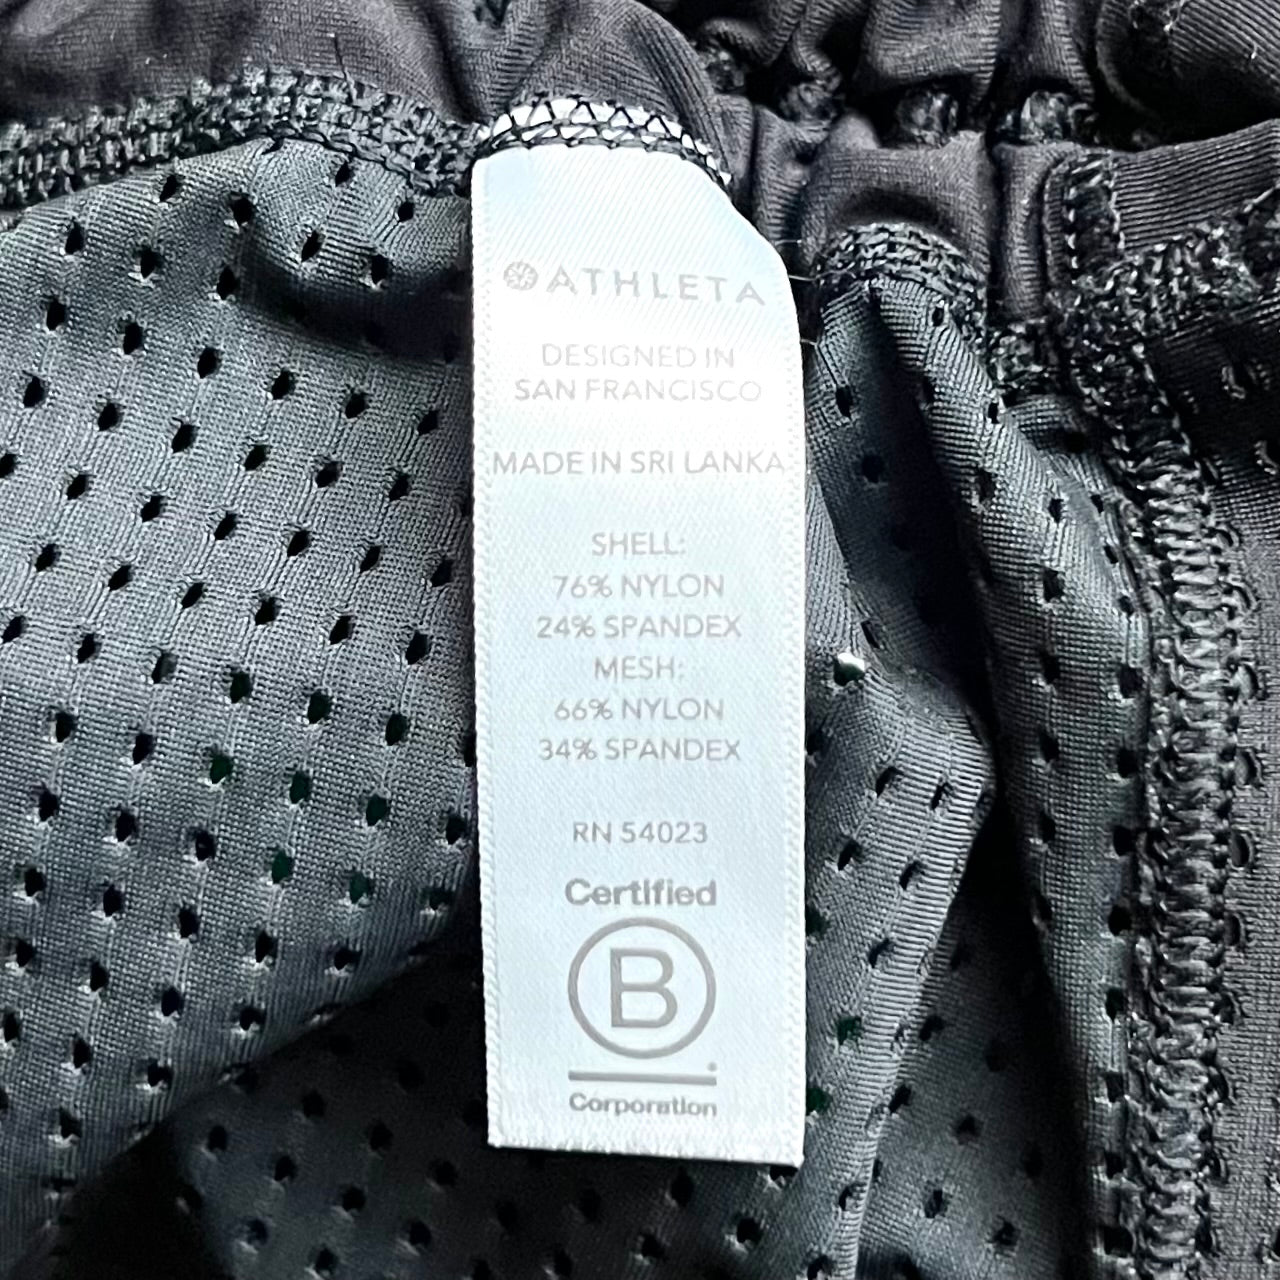 ATHLETA
DESIGNED IN
SAN FRANCISCO
MADE IN SRI LANKA
SHELL:
76% NYLON
24% SPANDEX
MESH:
66% NYLON
34% SPANDEX
RN 54023
Certified
B
Corporation